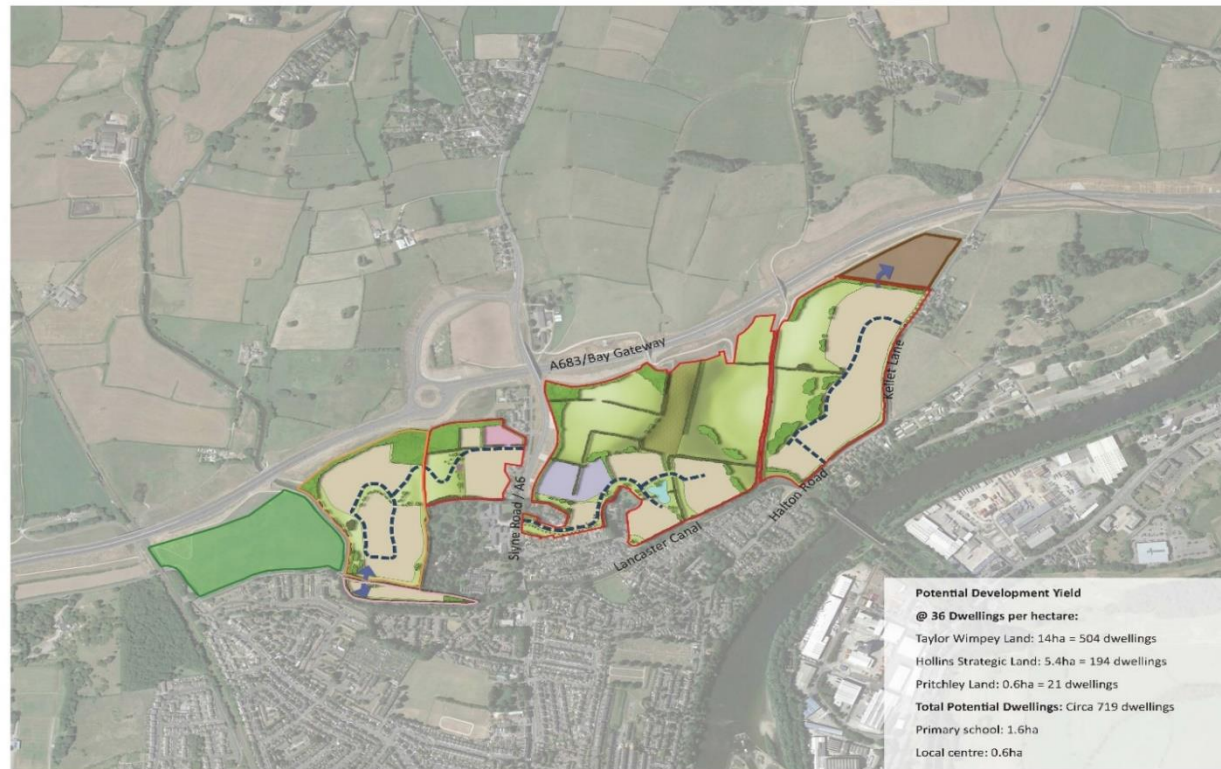 A683/Bay Gateway
Kellet Lane
Slyne Road / A6
Halton Road
Lancaster Canal
Potential Development Yield
@ 36 Dwellings per hectare:
Taylor Wimpey Land: 14ha = 504 dwellings
Hollins Strategic Land: 5.4ha = 194 dwellings
Pritchley Land: 0.6ha = 21 dwellings
Total Potential Dwellings: Circa 719 dwellings
Primary school: 1.6ha
Local centre: 0.6ha